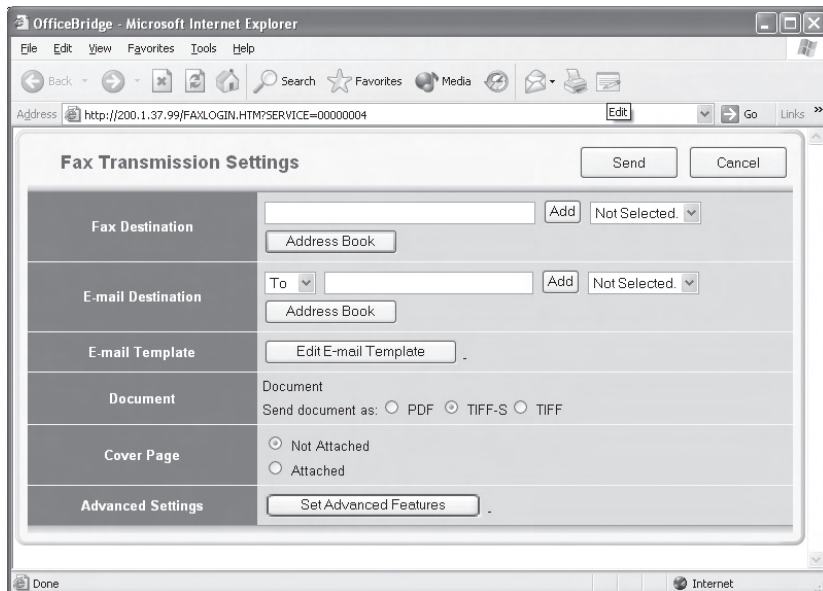 OfficeBridge - Microsoft Internet Explorer
File Edit View Favorites Tools Help
Back Search Favorites Media
Address http://200.1.37.99/FAXLOGIN.HTM?SERVICE=00000004 Edit Go Links »
Fax Transmission Settings Send Cancel
Fax Destination Add Not Selected.
Address Book
E-mail Destination To Add Not Selected.
Address Book
E-mail Template Edit E-mail Template -
Document Document
Send document as: PDF TIFF-S TIFF
Cover Page Not Attached
Attached
Advanced Settings Set Advanced Features -
Done Internet